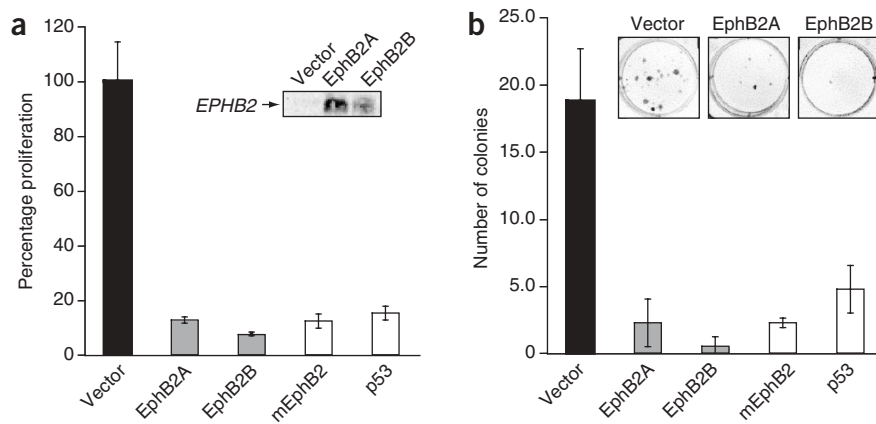 a
120
100
80
60
40
20
0
Percentage proliferation
Vector
EphB2A
EphB2B
EPHB2
Vector
EphB2A
EphB2B
mEphB2
p53
b
25.0
20.0
15.0
10.0
5.0
0
Number of colonies
Vector
EphB2A
EphB2B
Vector
EphB2A
EphB2B
mEphB2
p53